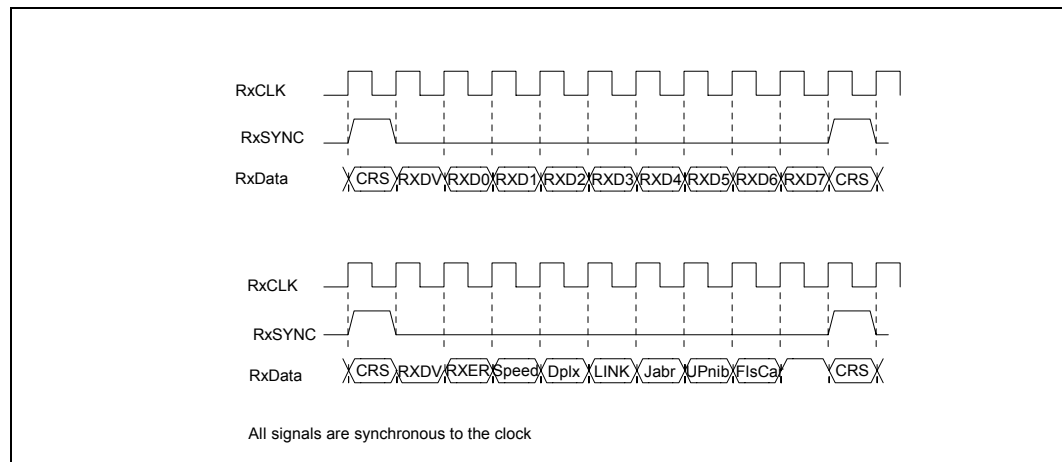 RxCLK
RxSYNC
RxData CRS RXDV RXD0 RXD1 RXD2 RXD3 RXD4 RXD5 RXD6 RXD7 CRS
RxCLK
RxSYNC
RxData CRS RXDV RXER Speed Dplx LINK Jabr UPnib FlsCa CRS
All signals are synchronous to the clock